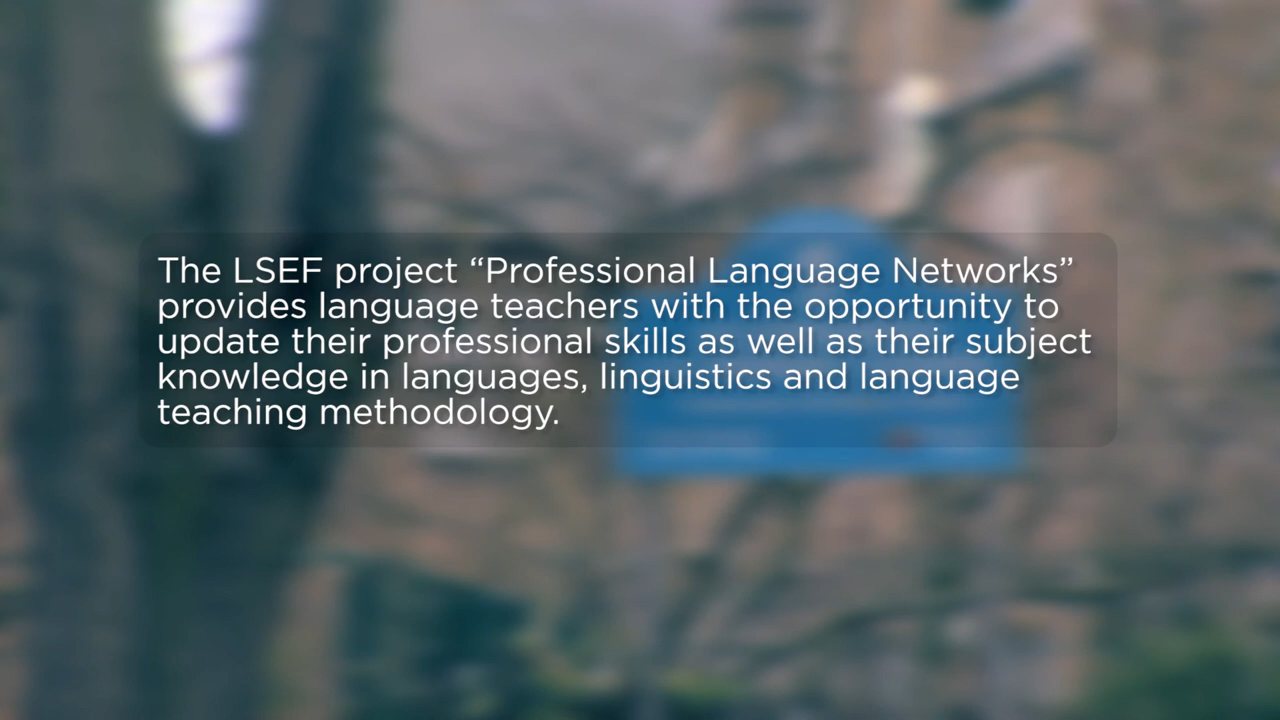 The LSEF project “Professional Language Networks”
provides language teachers with the opportunity to
update their professional skills as well as their subject
knowledge in languages, linguistics and language
teaching methodology.